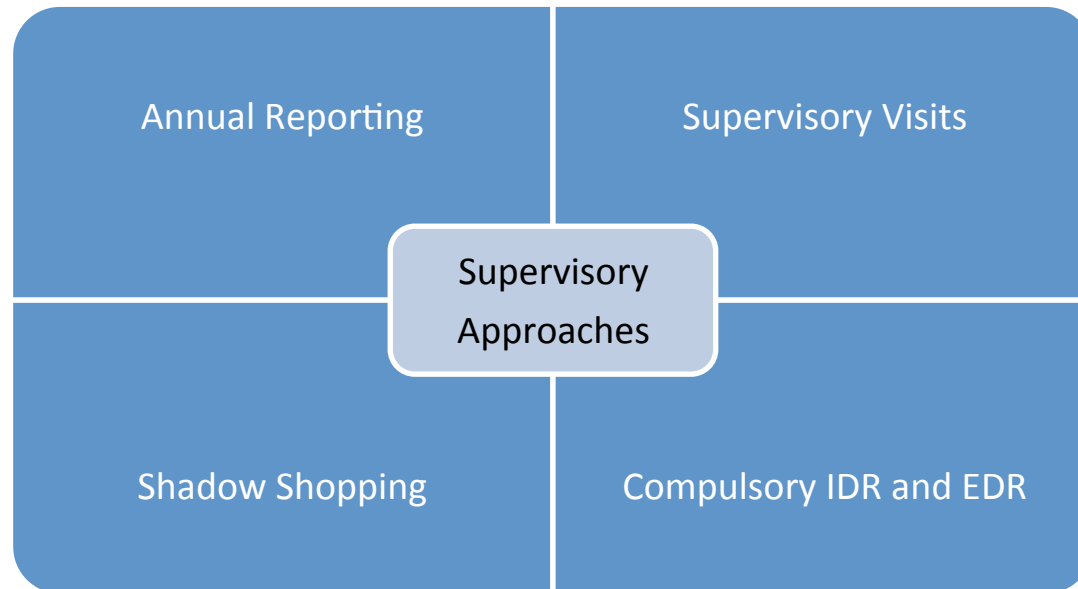 Annual Reporting
Supervisory Visits
Supervisory
Approaches
Shadow Shopping
Compulsory IDR and EDR